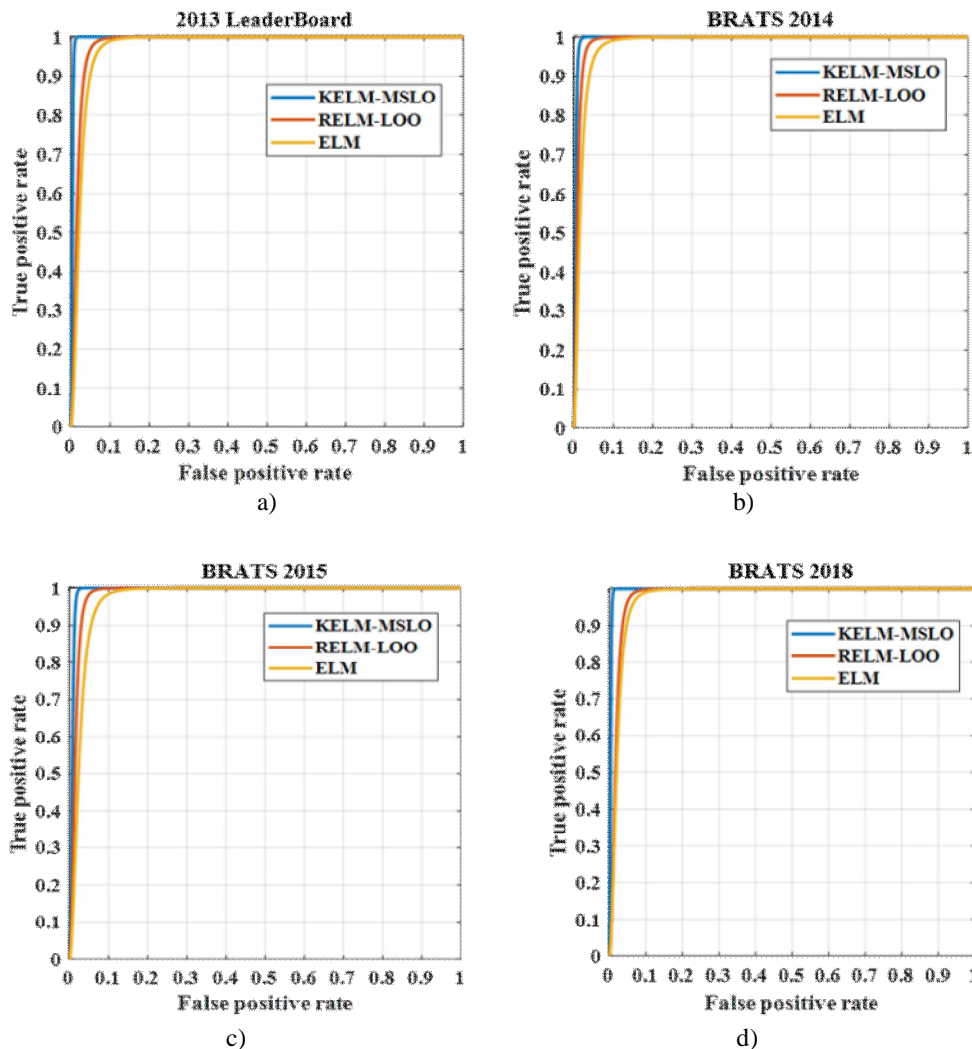 2013 LeaderBoard
1
0.9
0.8
0.7
0.6
0.5
0.4
0.3
0.2
0.1
0
True positive rate
KELM-MSLO
RELM-LOO
ELM
0 0.1 0.2 0.3 0.4 0.5 0.6 0.7 0.8 0.9 1
False positive rate
a)
BRATS 2014
1
0.9
0.8
0.7
0.6
0.5
0.4
0.3
0.2
0.1
0
True positive rate
KELM-MSLO
RELM-LOO
ELM
0 0.1 0.2 0.3 0.4 0.5 0.6 0.7 0.8 0.9 1
False positive rate
b)
BRATS 2015
1
0.9
0.8
0.7
0.6
0.5
0.4
0.3
0.2
0.1
0
True positive rate
KELM-MSLO
RELM-LOO
ELM
0 0.1 0.2 0.3 0.4 0.5 0.6 0.7 0.8 0.9 1
False positive rate
c)
BRATS 2018
0.9
0.8
0.7
0.6
0.5
0.4
0.3
0.2
0.1
0
True positive rate
KELM-MSLO
RELM-LOO
ELM
0 0.1 0.2 0.3 0.4 0.5 0.6 0.7 0.8 0.9 1
False positive rate
d)